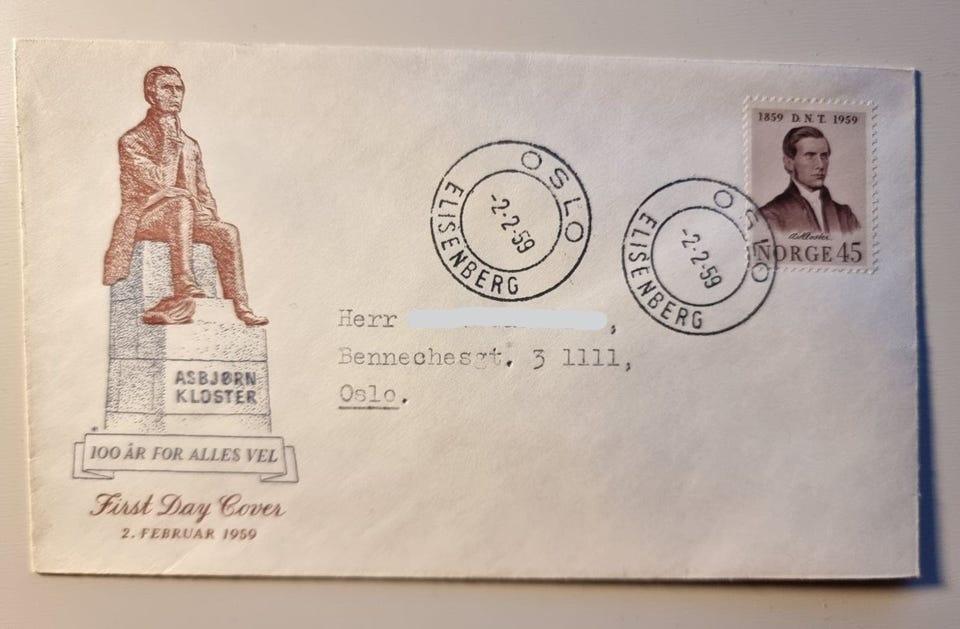 1859 D.N.T. 1959
A. Kloster
NORGE 45
OSLO
-2-2-59
ELISENBERG
OSLO
-2-2-59
ELISENBERG
Herr ,
Bennechesgt. 3 1111,
Oslo.
ASBJØRN
KLOSTER
100 ÅR FOR ALLES VEL
First Day Cover
2. FEBRUAR 1959